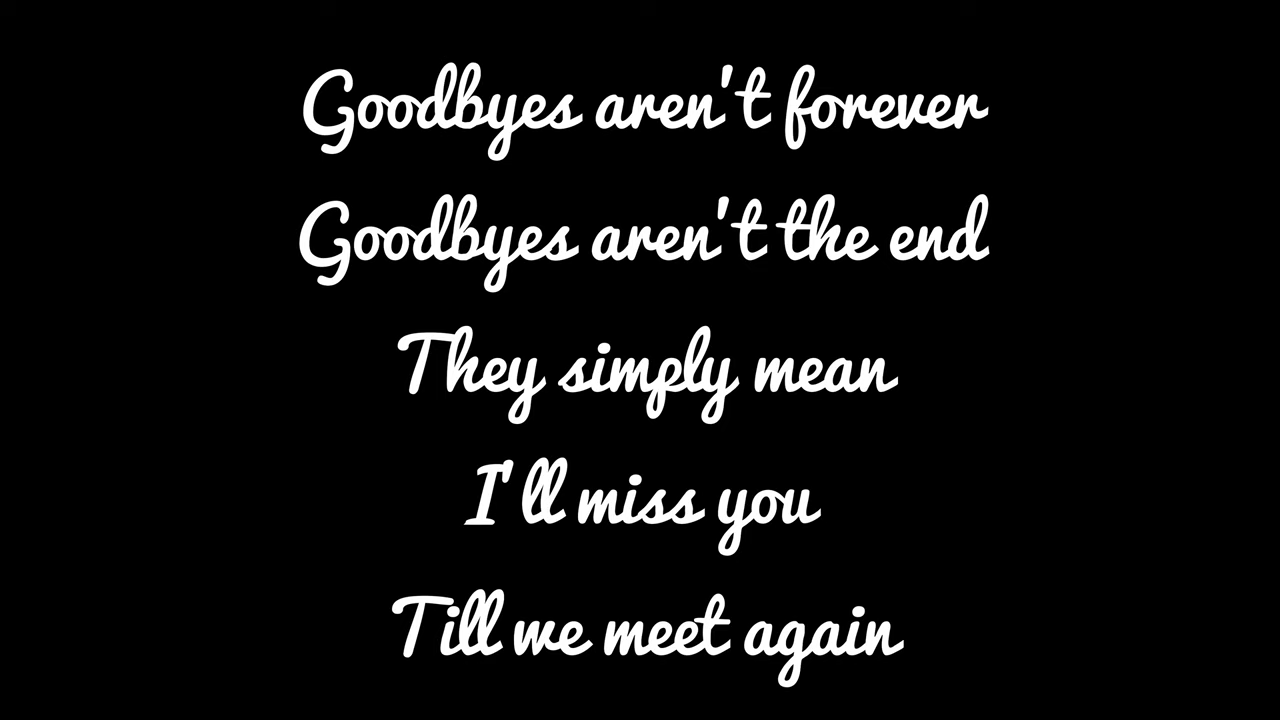 Goodbyes aren't forever
Goodbyes aren't the end
They simply mean
I'll miss you
Till we meet again